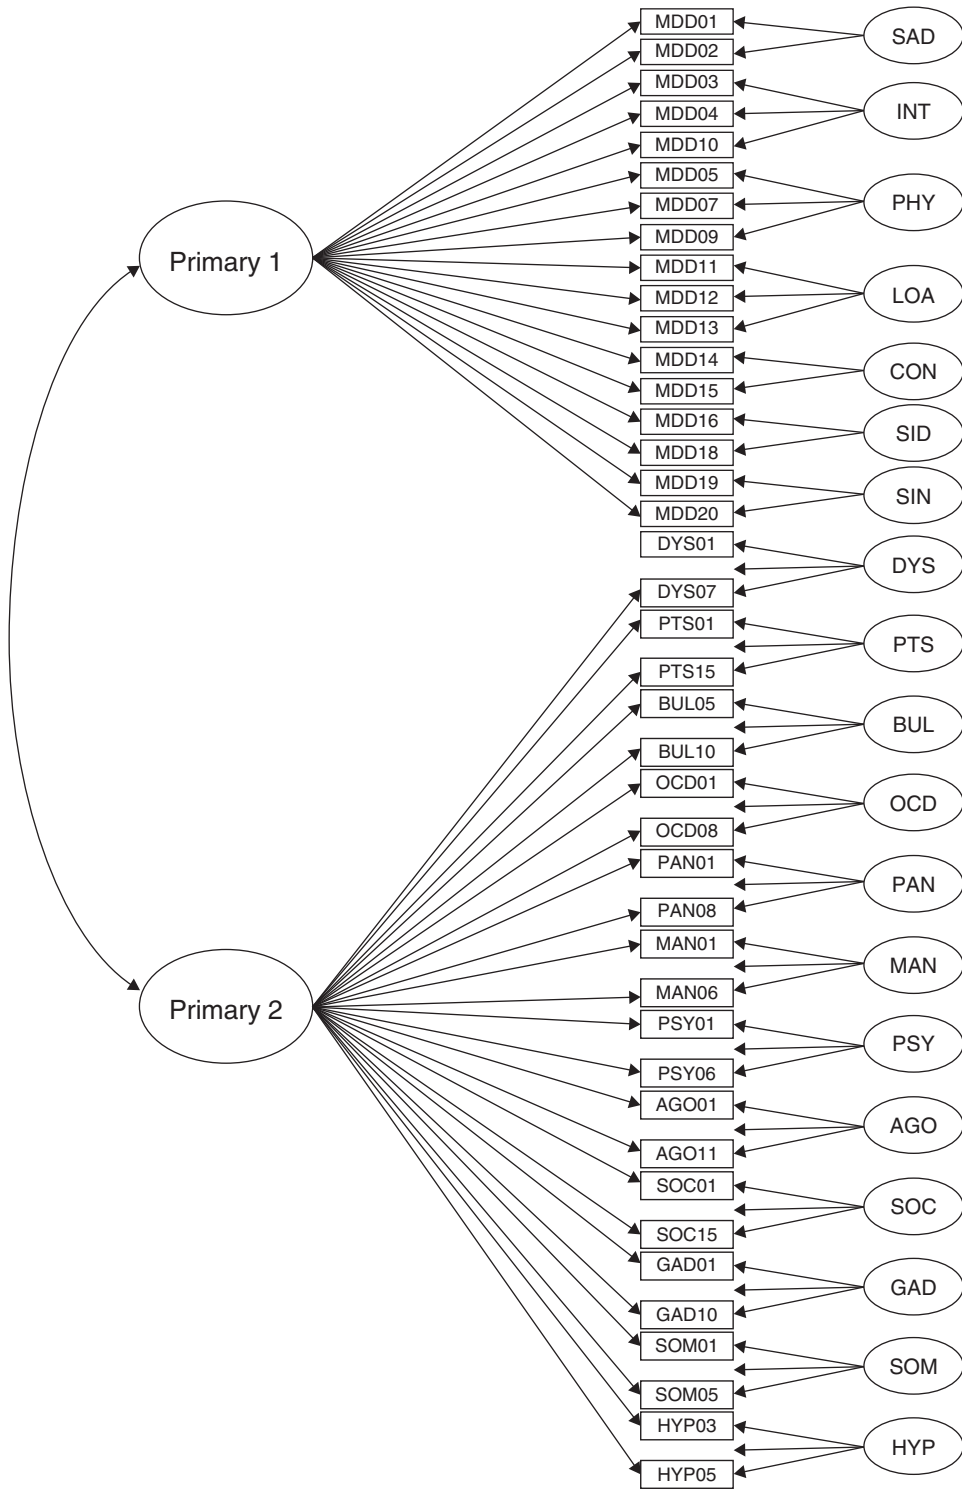 MDD01
MDD02
MDD03
MDD04
MDD10
MDD05
MDD07
MDD09
MDD11
MDD12
MDD13
MDD14
MDD15
MDD16
MDD18
MDD19
MDD20
DYS01
DYS07
PTS01
PTS15
BUL05
BUL10
OCD01
OCD08
PAN01
PAN08
MAN01
MAN06
PSY01
PSY06
AGO01
AGO11
SOC01
SOC15
GAD01
GAD10
SOM01
SOM05
HYP03
HYP05
Primary 1
Primary 2
SAD
INT
PHY
LOA
CON
SID
SIN
DYS
PTS
BUL
OCD
PAN
MAN
PSY
AGO
SOC
GAD
SOM
HYP